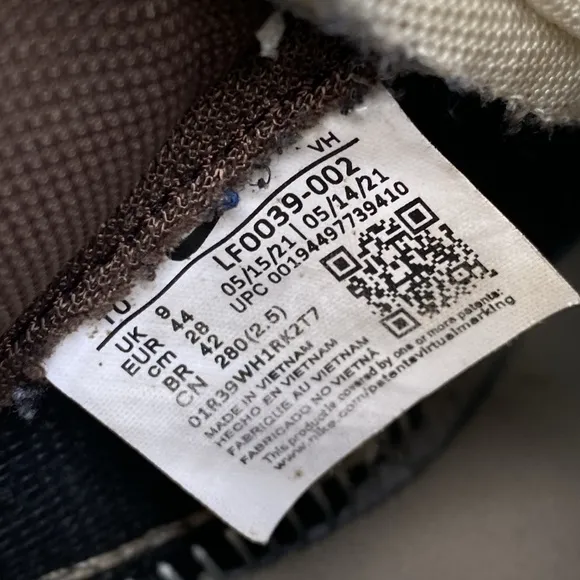 VH
LF0039-002
05/15/21 05/14/21
UPC 00194497739410
UK 9
EUR 44
cm 28
BR 42
CN 280 (2.5)
01R39WH1RK2T7
MADE IN VIETNAM
HECHO EN VIETNAM
FABRIQUE AU VIETNAM
FABRICADO NO VIETNÃ
This product is covered by one or more patents:
www.nike.com/patentsvirtualmarking